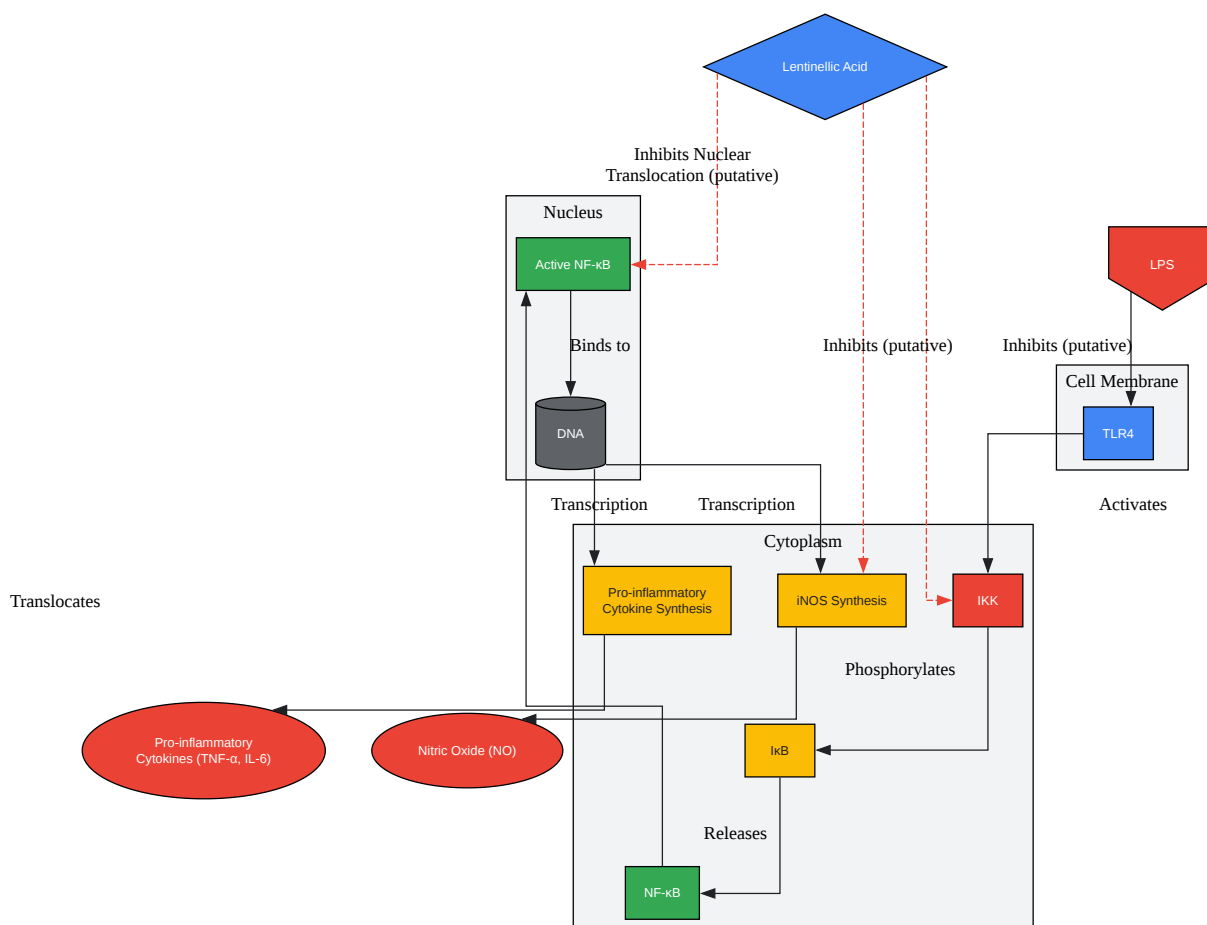 Lentinellic Acid
Inhibits Nuclear
Translocation (putative)
Nucleus
Active NF-κB
LPS
Binds to
Inhibits (putative)
Inhibits (putative)
Cell Membrane
DNA
TLR4
Transcription
Transcription
Activates
Cytoplasm
Pro-inflammatory
Cytokine Synthesis
iNOS Synthesis
IKK
Translocates
Phosphorylates
Pro-inflammatory
Cytokines (TNF-α, IL-6)
Nitric Oxide (NO)
IκB
Releases
NF-κB